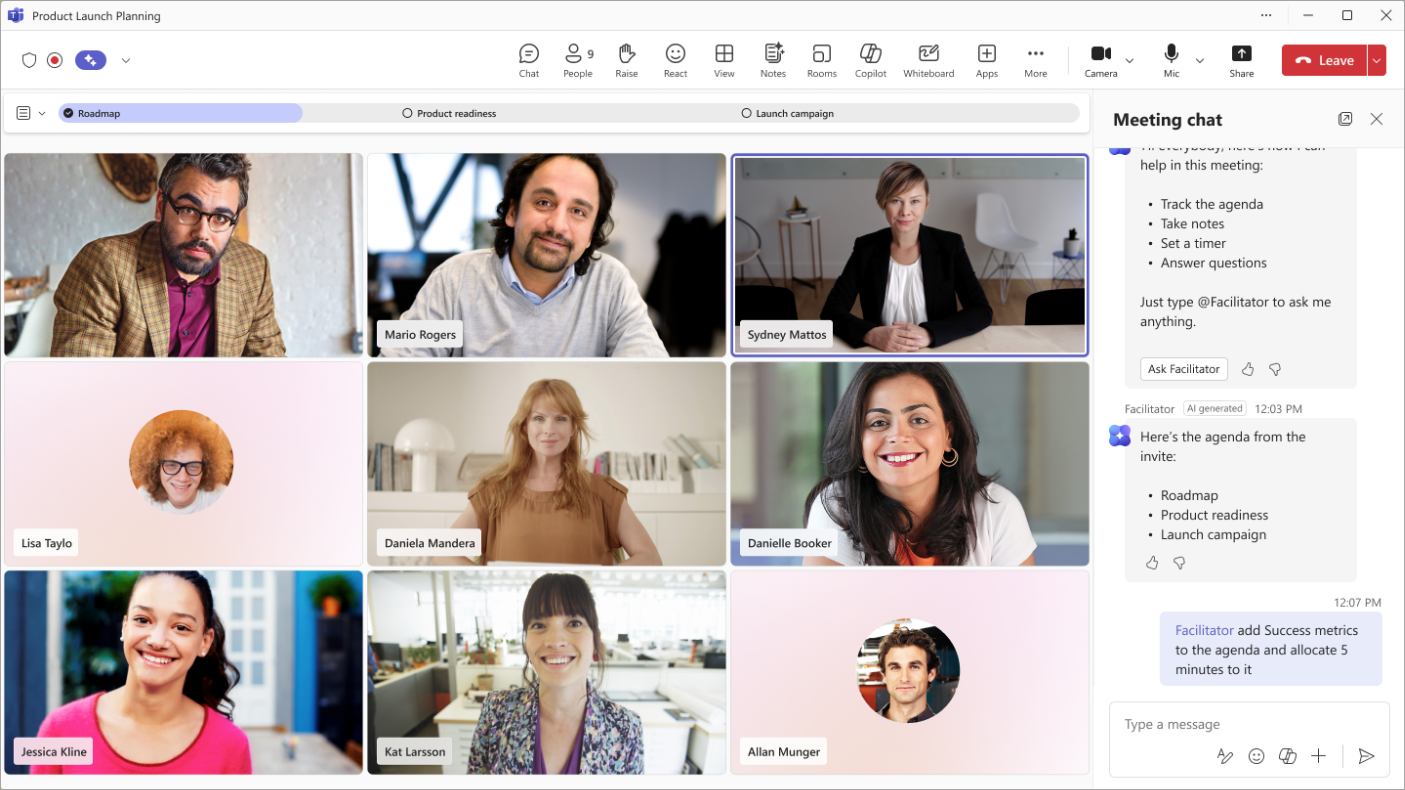 Product Launch Planning
9
Chat
People
Raise
React
View
Notes
Rooms
Copilot
Whiteboard
Apps
More
Camera
Mic
Share
Leave
Roadmap
Product readiness
Launch campaign
Mario Rogers
Sydney Mattos
Lisa Taylo
Daniela Mandera
Danielle Booker
Jessica Kline
Kat Larsson
Allan Munger
Meeting chat
Hi everybody, here's how I can
help in this meeting:
• Track the agenda
• Take notes
• Set a timer
• Answer questions
Just type @Facilitator to ask me
anything.
Ask Facilitator
Facilitator AI generated 12:03 PM
Here's the agenda from the
invite:
• Roadmap
• Product readiness
• Launch campaign
12:07 PM
Facilitator add Success metrics
to the agenda and allocate 5
minutes to it
Type a message